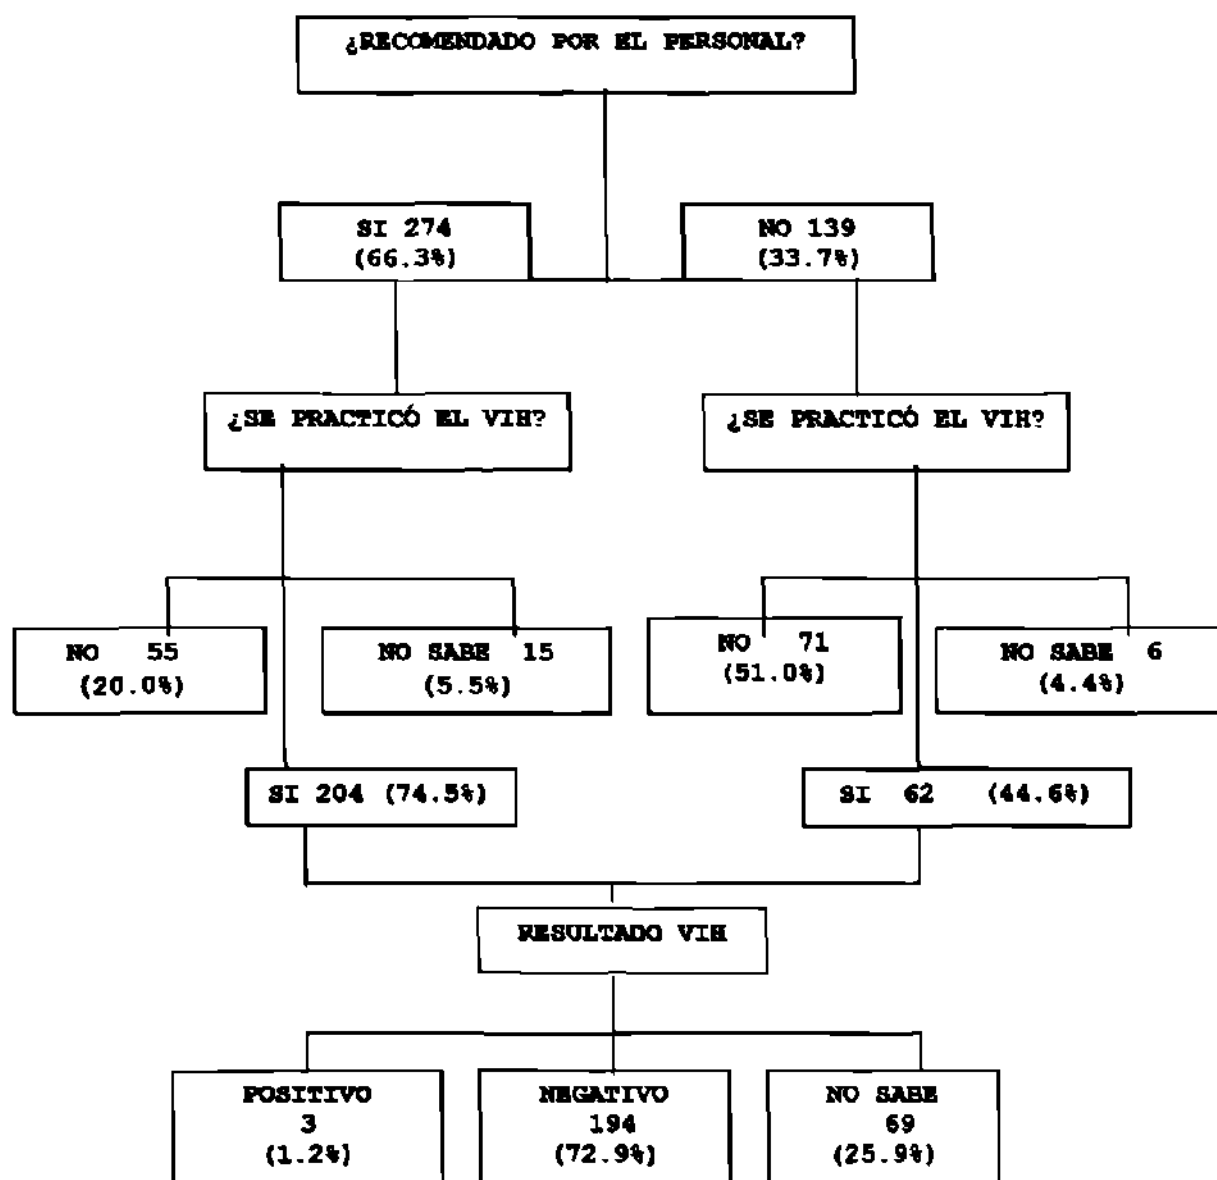 ¿RECOMENDADO POR EL PERSONAL?
SI 274
(66.3%)
NO 139
(33.7%)
¿SE PRACTICÓ EL VIH?
¿SE PRACTICÓ EL VIH?
NO 55
(20.0%)
NO SABE 15
(5.5%)
NO 71
(51.0%)
NO SABE 6
(4.4%)
SI 204 (74.5%)
SI 62 (44.6%)
RESULTADO VIH
POSITIVO
3
(1.2%)
NEGATIVO
194
(72.9%)
NO SABE
69
(25.9%)